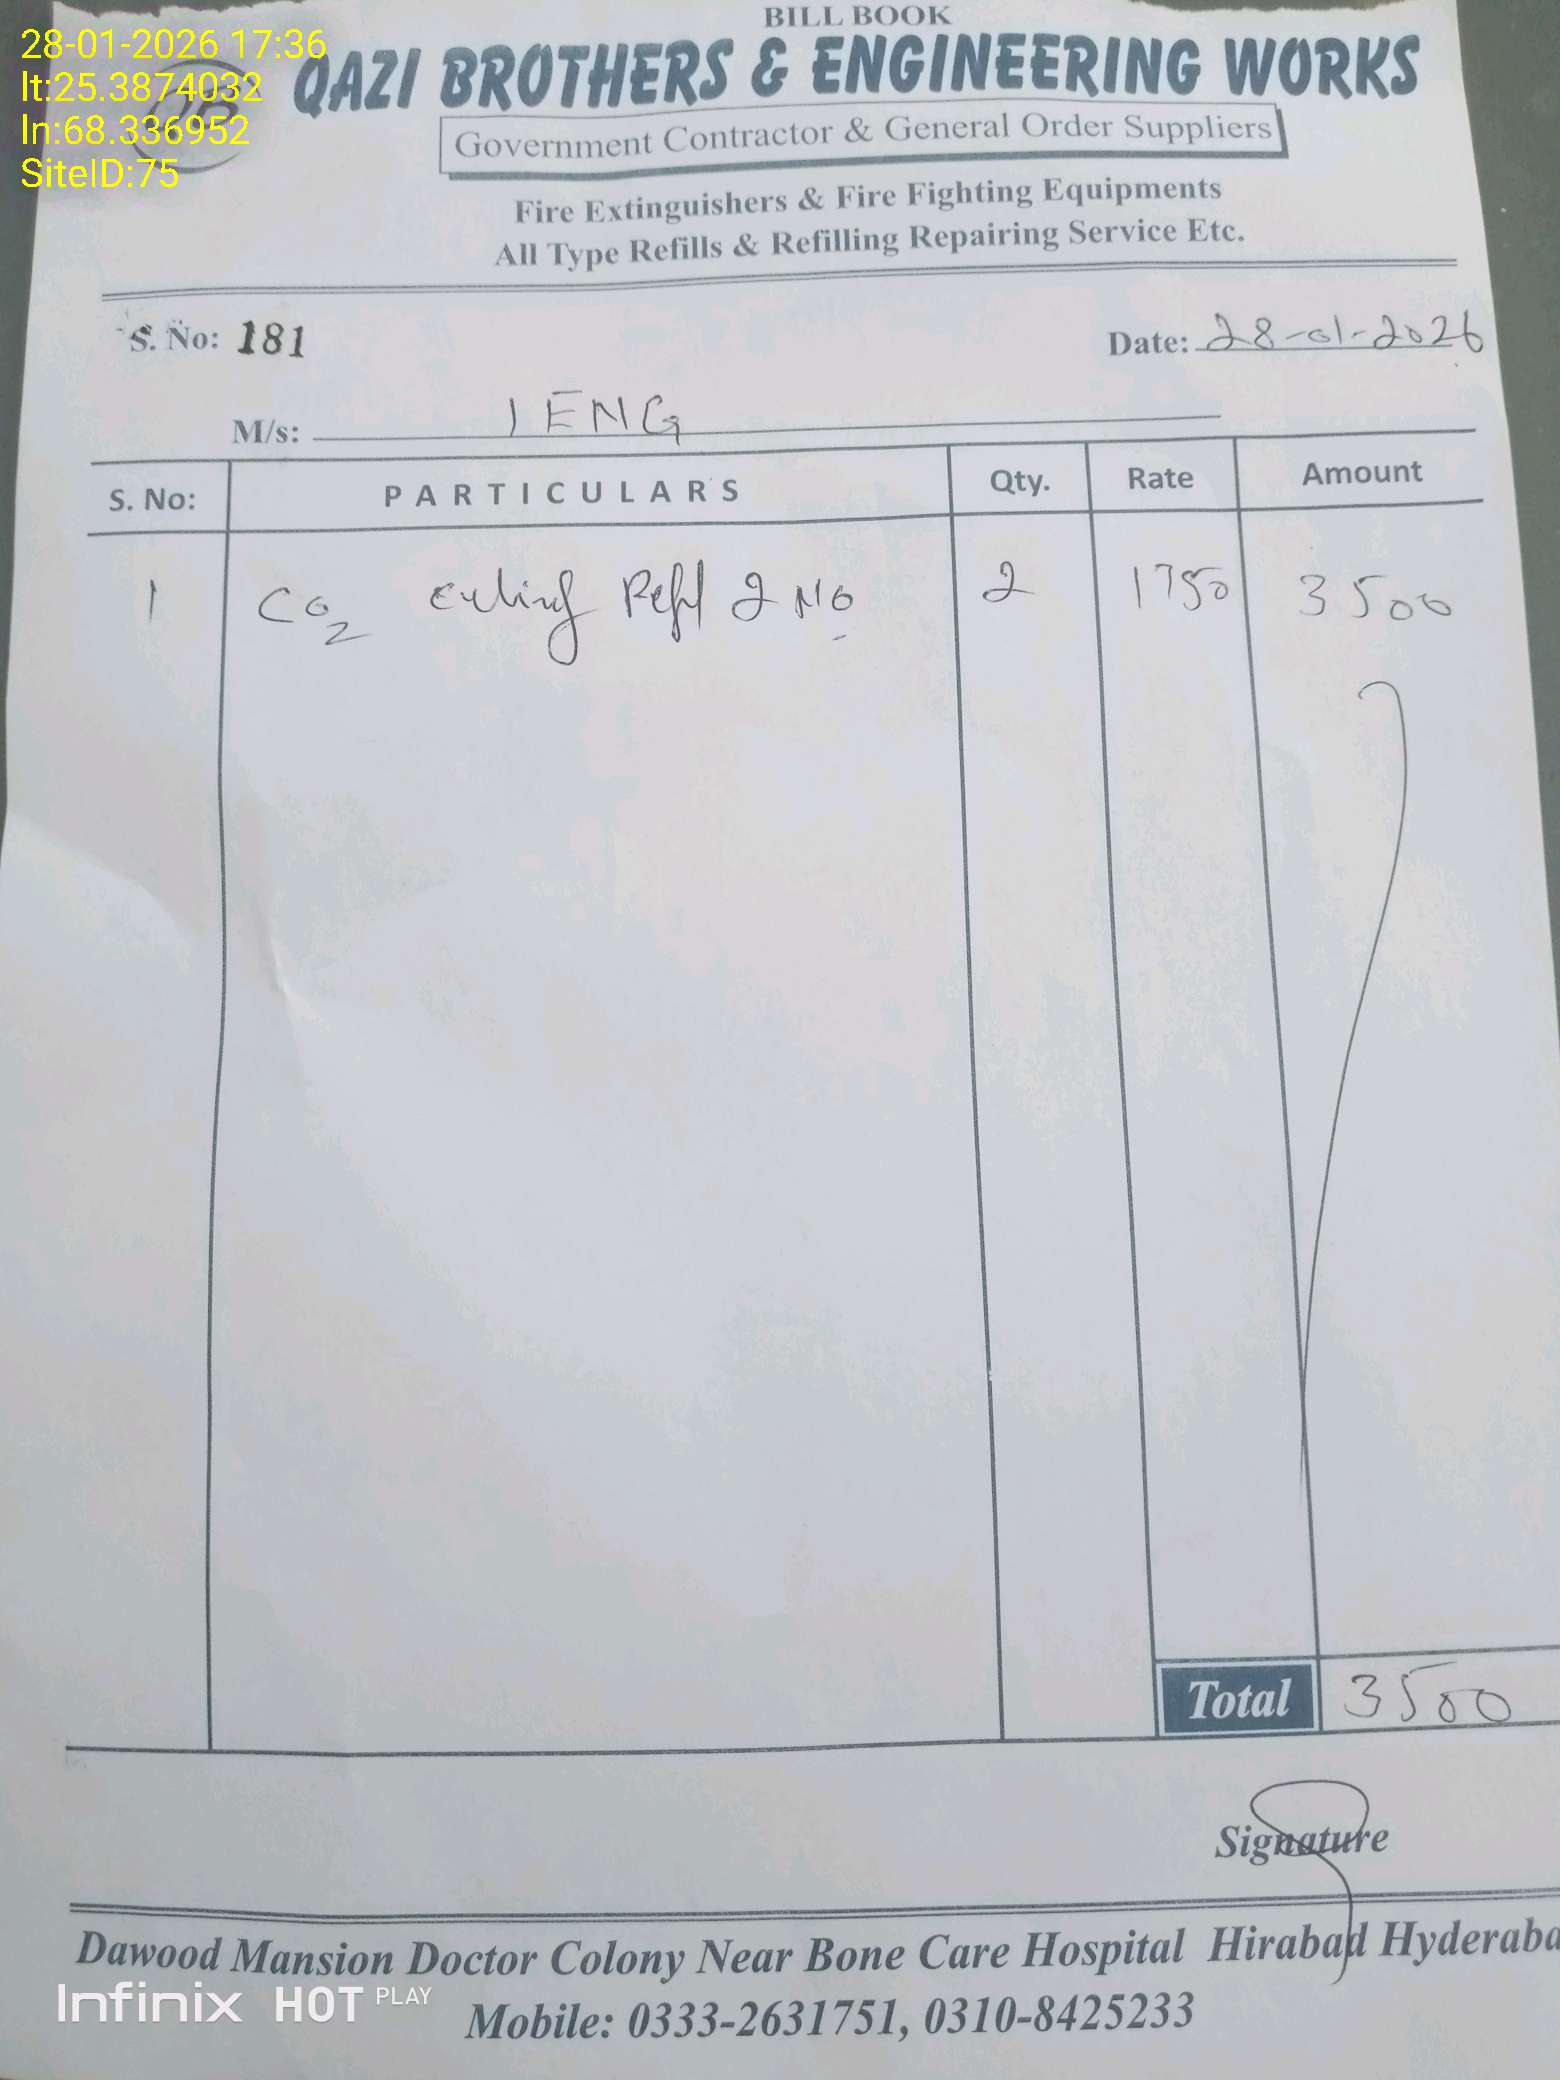 28-01-2026 17:36
lt:25.3874032
ln:68.336952
SiteID:75
BILL BOOK
QAZI BROTHERS & ENGINEERING WORKS
Government Contractor & General Order Suppliers
Fire Extinguishers & Fire Fighting Equipments
All Type Refills & Refilling Repairing Service Etc.
S. No: 181 Date: 28-01-2026
M/s: IENG
S. No: PARTICULARS Qty. Rate Amount
1 CO2 Refil 2 NO 2 1750 3500
Total 3500
Signature
Dawood Mansion Doctor Colony Near Bone Care Hospital Hirabad Hyderaba
Mobile: 0333-2631751, 0310-8425233
Infinix HOT PLAY